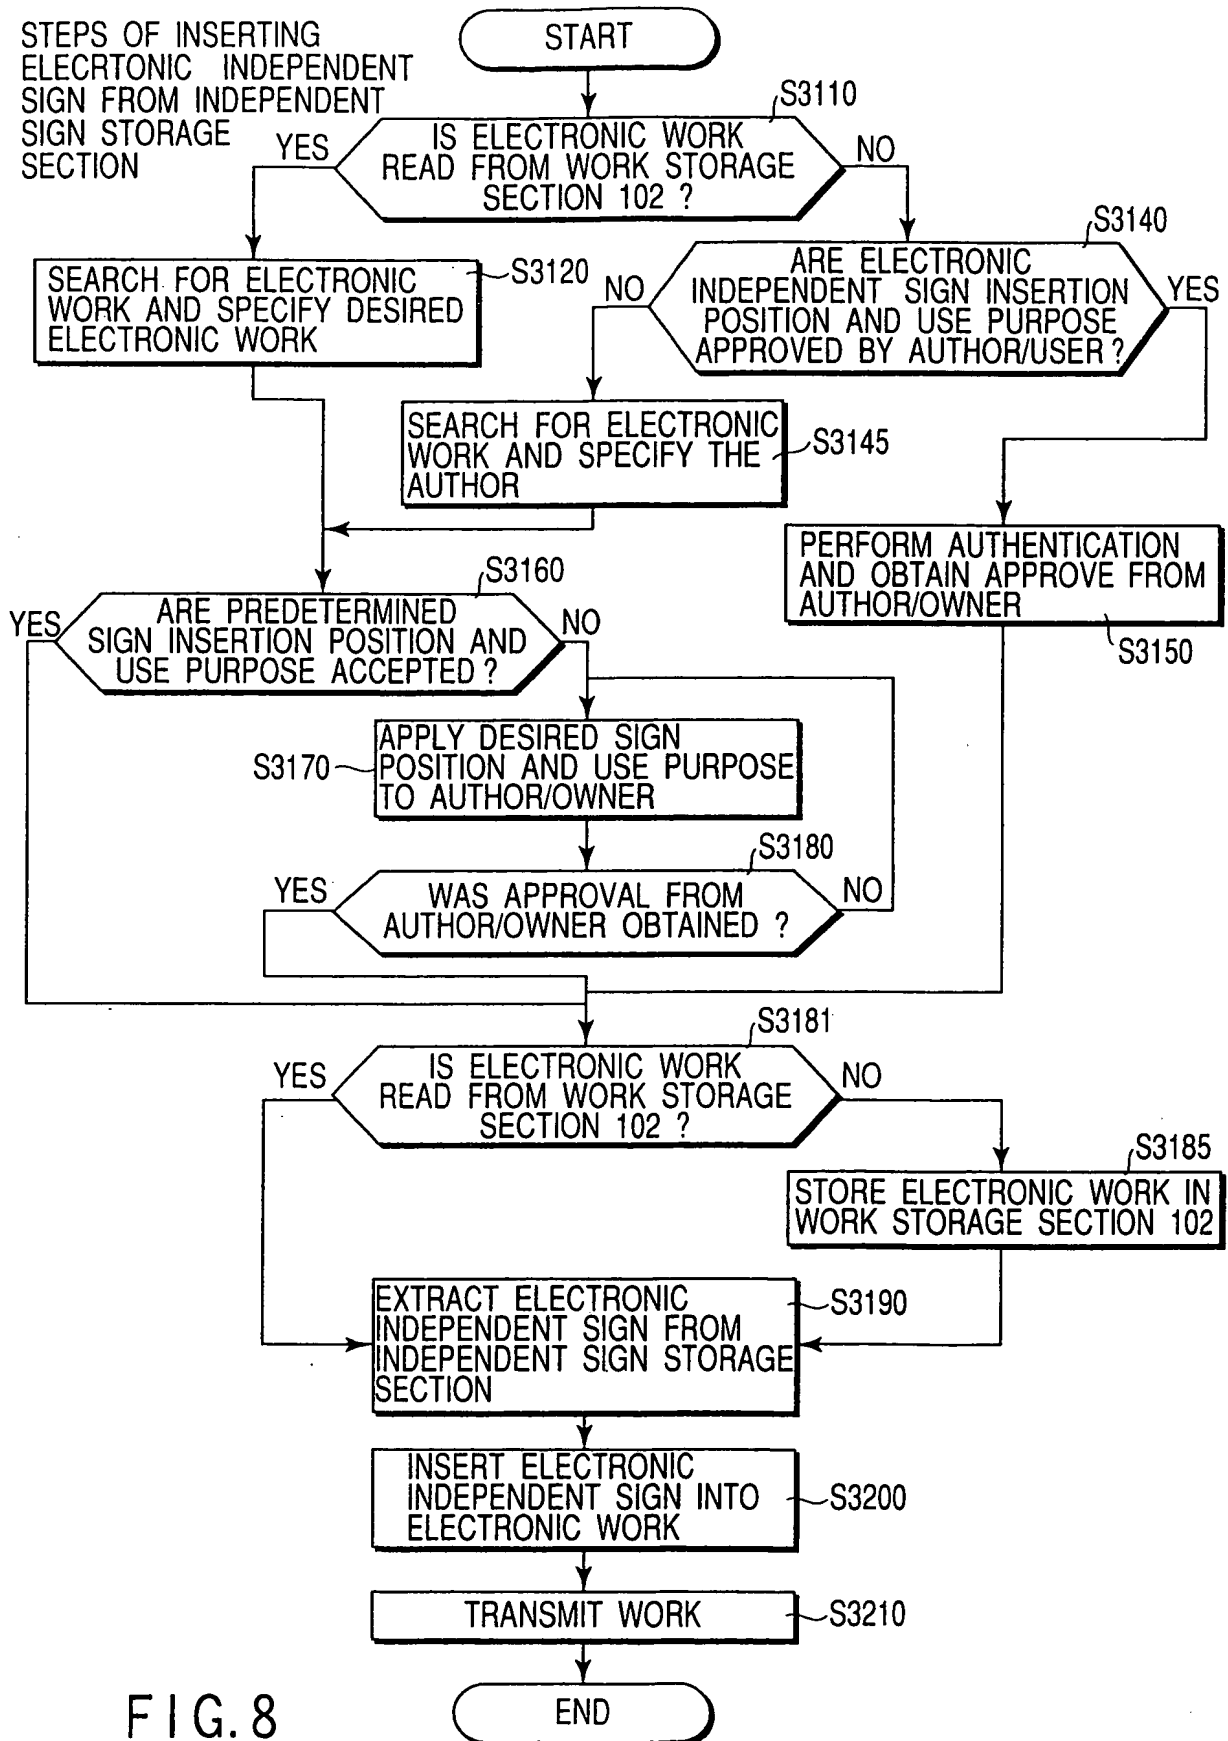 STEPS OF INSERTING
ELECRTONIC INDEPENDENT
SIGN FROM INDEPENDENT
SIGN STORAGE
SECTION
START
S3110
IS ELECTRONIC WORK
READ FROM WORK STORAGE
SECTION 102 ?
YES
NO
S3120
SEARCH FOR ELECTRONIC
WORK AND SPECIFY DESIRED
ELECTRONIC WORK
S3140
ARE ELECTRONIC
INDEPENDENT SIGN INSERTION
POSITION AND USE PURPOSE
APPROVED BY AUTHOR/USER ?
NO
YES
SEARCH FOR ELECTRONIC
WORK AND SPECIFY THE
AUTHOR
S3145
PERFORM AUTHENTICATION
AND OBTAIN APPROVE FROM
AUTHOR/OWNER
S3150
S3160
ARE PREDETERMINED
SIGN INSERTION POSITION AND
USE PURPOSE ACCEPTED ?
YES
NO
APPLY DESIRED SIGN
POSITION AND USE PURPOSE
TO AUTHOR/OWNER
S3170
S3180
WAS APPROVAL FROM
AUTHOR/OWNER OBTAINED ?
YES
NO
S3181
IS ELECTRONIC WORK
READ FROM WORK STORAGE
SECTION 102 ?
YES
NO
S3185
STORE ELECTRONIC WORK IN
WORK STORAGE SECTION 102
EXTRACT ELECTRONIC
INDEPENDENT SIGN FROM
INDEPENDENT SIGN STORAGE
SECTION
S3190
INSERT ELECTRONIC
INDEPENDENT SIGN INTO
ELECTRONIC WORK
S3200
TRANSMIT WORK
S3210
END
FIG. 8